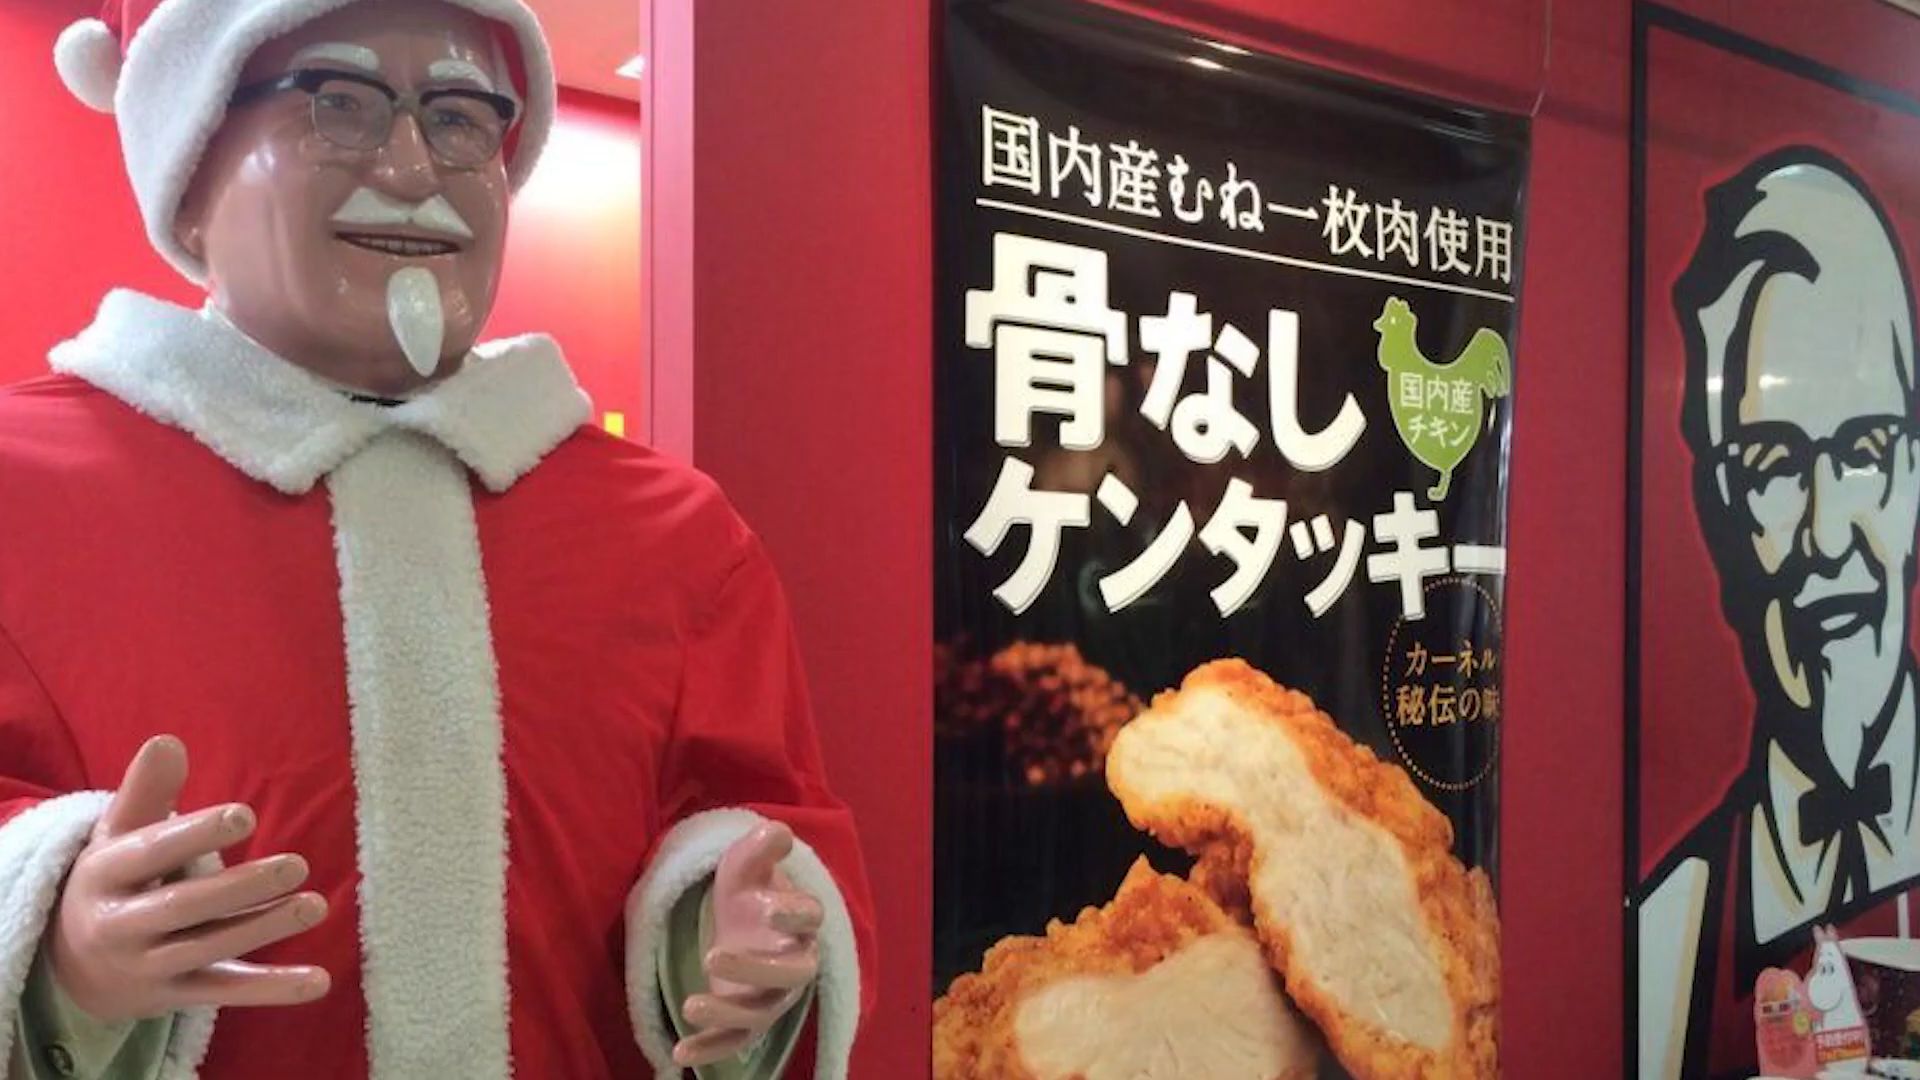 国内産むね一枚肉使用
骨なし
国内産
チキン
ケンタッキー
カーネル
秘伝の味